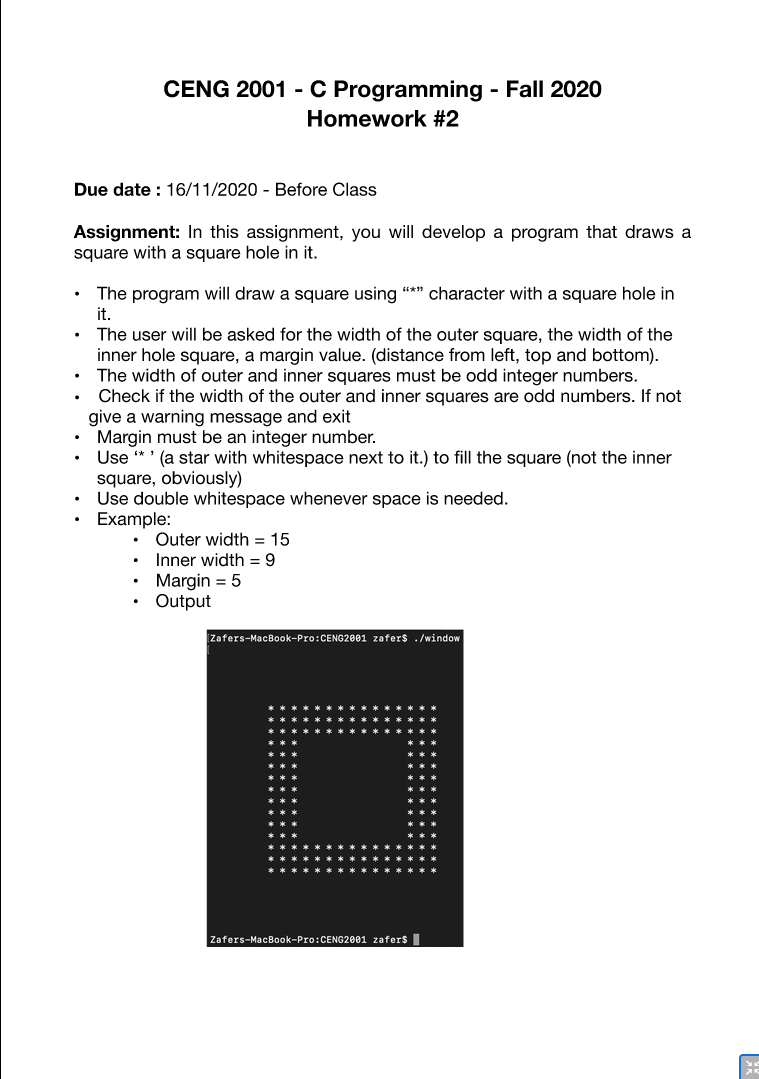 CENG 2001 - C Programming - Fall 2020
Homework #2
Due date : 16/11/2020 - Before Class
Assignment: In this assignment, you will develop a program that draws a
square with a square hole in it.
• The program will draw a square using “*” character with a square hole in
it.
• The user will be asked for the width of the outer square, the width of the
inner hole square, a margin value. (distance from left, top and bottom).
• The width of outer and inner squares must be odd integer numbers.
• Check if the width of the outer and inner squares are odd numbers. If not
give a warning message and exit
• Margin must be an integer number.
• Use ‘* ’ (a star with whitespace next to it.) to fill the square (not the inner
square, obviously)
• Use double whitespace whenever space is needed.
• Example:
• Outer width = 15
• Inner width = 9
• Margin = 5
• Output
[Zafers-MacBook-Pro:CENG2001 zafer$ ./window
[
* * * * * * * * * * * * * * *
* * * * * * * * * * * * * * *
* * * * * * * * * * * * * * *
* * *                   * * *
* * *                   * * *
* * *                   * * *
* * *                   * * *
* * *                   * * *
* * *                   * * *
* * *                   * * *
* * *                   * * *
* * *                   * * *
* * * * * * * * * * * * * * *
* * * * * * * * * * * * * * *
* * * * * * * * * * * * * * *
Zafers-MacBook-Pro:CENG2001 zafer$